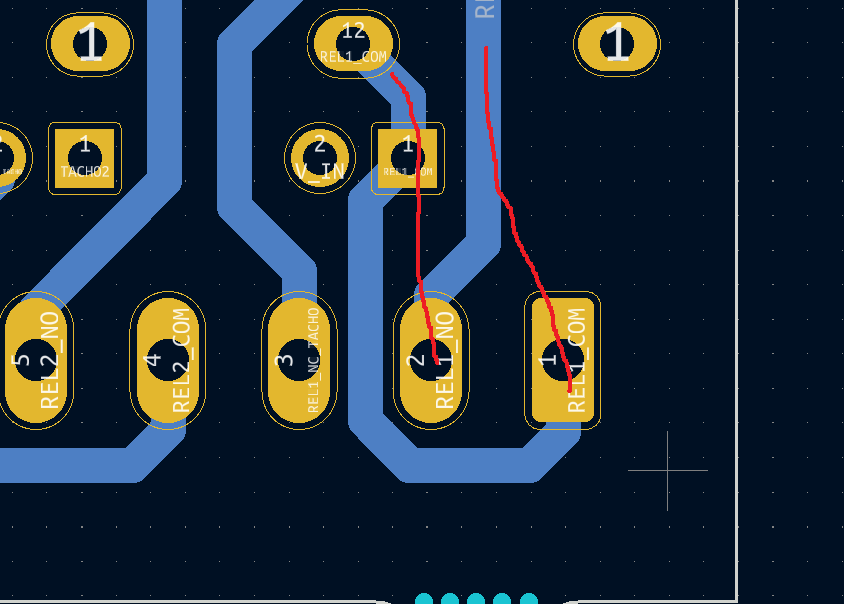 RE
1
12
REL1_COM
1
1
TACHO2
2
V_IN
1
REL1_COM
5
REL2_NO
4
REL2_COM
3
REL1_NC_TACHO
2
REL1_NO
1
REL1_COM